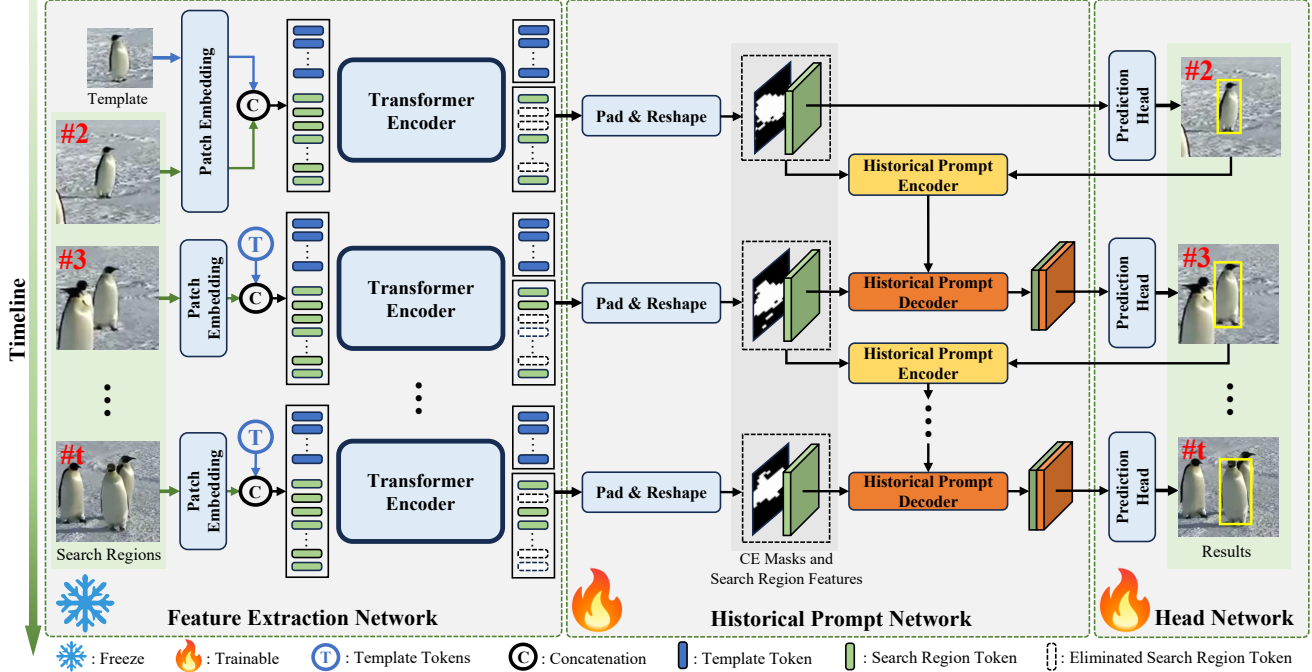 Timeline
Template
#2
Patch Embedding
C
Transformer
Encoder
Pad & Reshape
Historical Prompt
Encoder
Prediction
Head
#2
#3
Patch
Embedding
T
C
Transformer
Encoder
Pad & Reshape
Historical Prompt
Decoder
Prediction
Head
#3
Historical Prompt
Encoder
#t
Patch
Embedding
T
C
Transformer
Encoder
Pad & Reshape
Historical Prompt
Decoder
Prediction
Head
#t
Search Regions
CE Masks and
Search Region Features
Results
Feature Extraction Network
Historical Prompt Network
Head Network
: Freeze
: Trainable
T : Template Tokens
C : Concatenation
: Template Token
: Search Region Token
: Eliminated Search Region Token